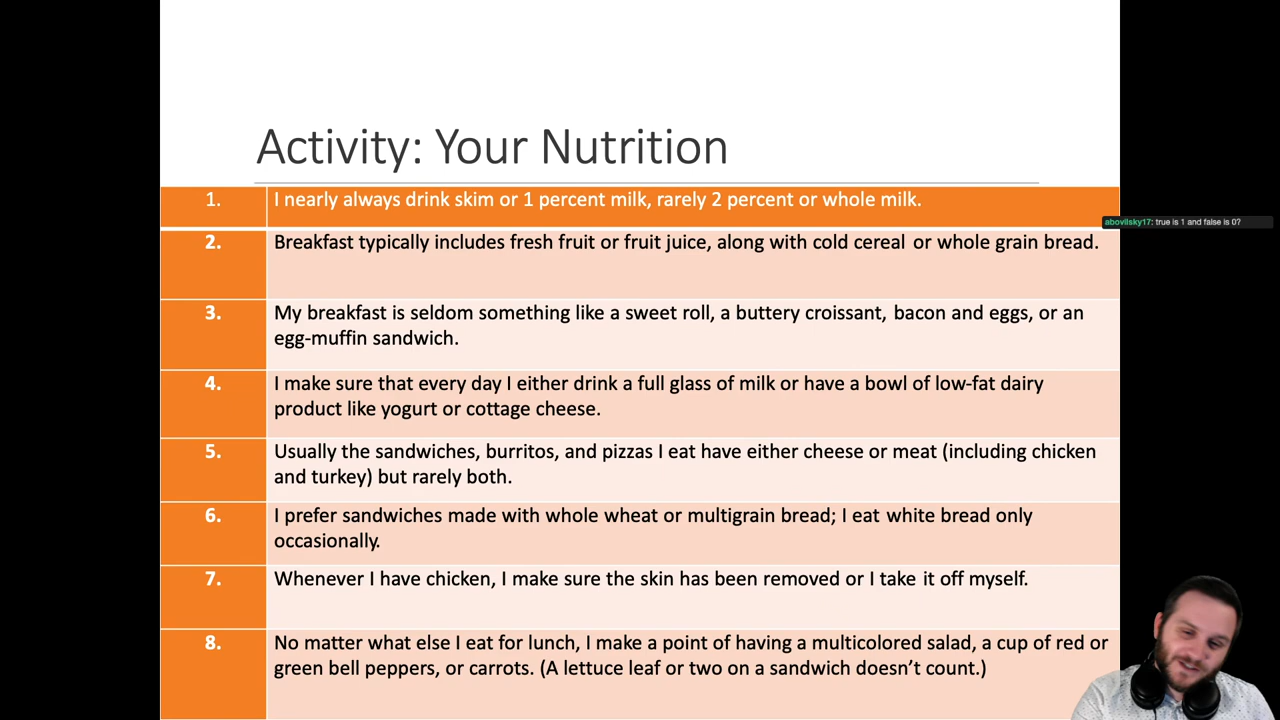 Activity: Your Nutrition
1. I nearly always drink skim or 1 percent milk, rarely 2 percent or whole milk.
abovilsky17: true is 1 and false is 0?
2. Breakfast typically includes fresh fruit or fruit juice, along with cold cereal or whole grain bread.
3. My breakfast is seldom something like a sweet roll, a buttery croissant, bacon and eggs, or an
egg-muffin sandwich.
4. I make sure that every day I either drink a full glass of milk or have a bowl of low-fat dairy
product like yogurt or cottage cheese.
5. Usually the sandwiches, burritos, and pizzas I eat have either cheese or meat (including chicken
and turkey) but rarely both.
6. I prefer sandwiches made with whole wheat or multigrain bread; I eat white bread only
occasionally.
7. Whenever I have chicken, I make sure the skin has been removed or I take it off myself.
8. No matter what else I eat for lunch, I make a point of having a multicolored salad, a cup of red or
green bell peppers, or carrots. (A lettuce leaf or two on a sandwich doesn’t count.)